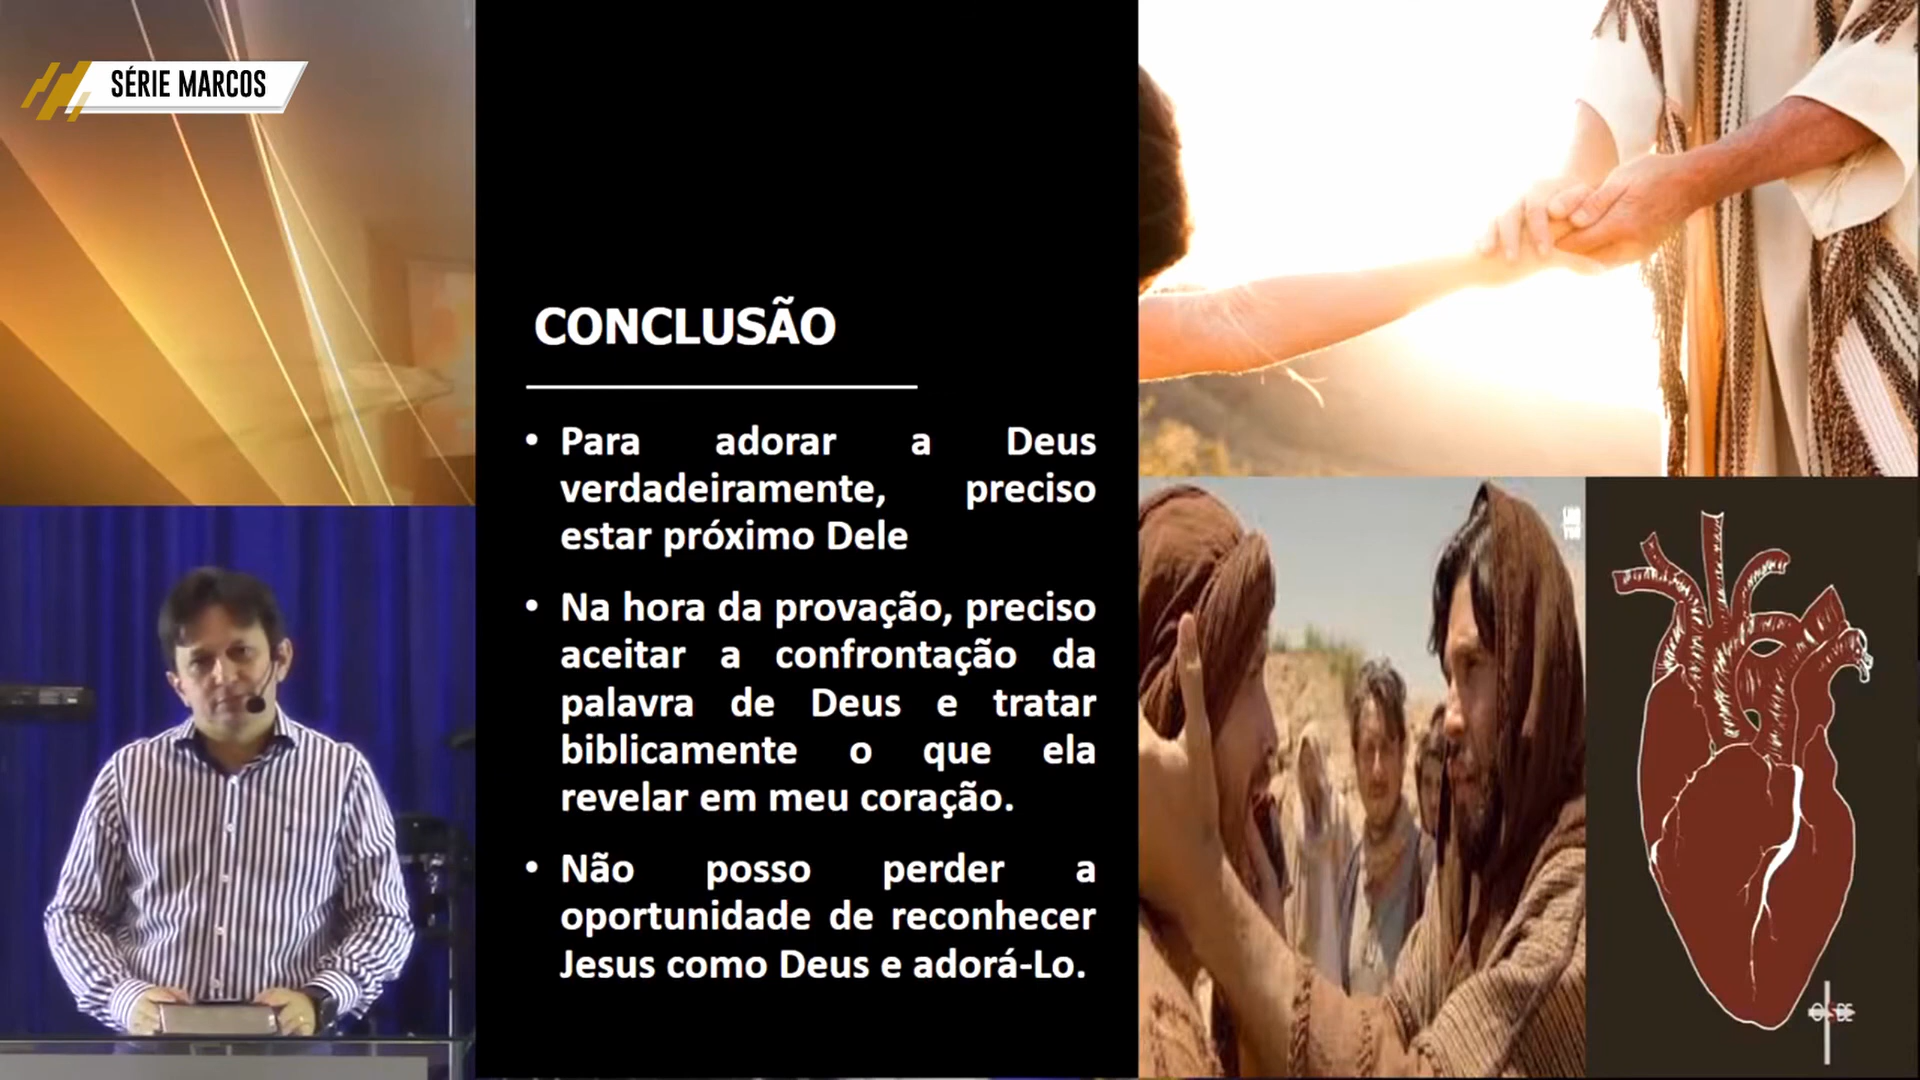 SÉRIE MARCOS
CONCLUSÃO
• Para adorar a Deus
verdadeiramente, preciso
estar próximo Dele
• Na hora da provação, preciso
aceitar a confrontação da
palavra de Deus e tratar
biblicamente o que ela
revelar em meu coração.
• Não posso perder a
oportunidade de reconhecer
Jesus como Deus e adorá-Lo.